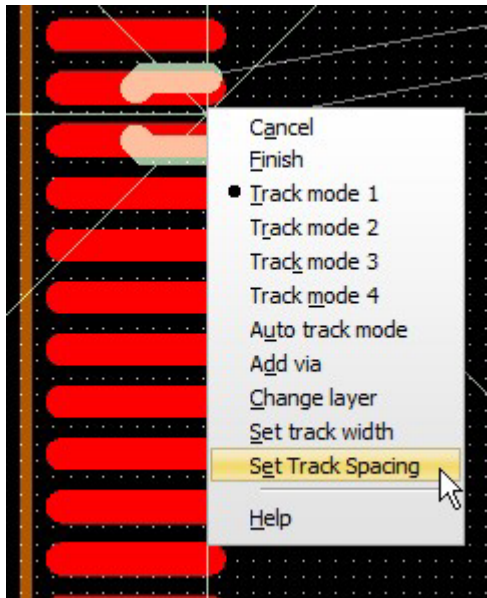 Cancel
Finish
Track mode 1
Track mode 2
Track mode 3
Track mode 4
Auto track mode
Add via
Change layer
Set track width
Set Track Spacing
Help